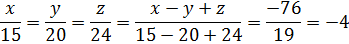 x/15 = y/20 = z/24 = (x − y + z)/(15 − 20 + 24) = −76/19 = −4